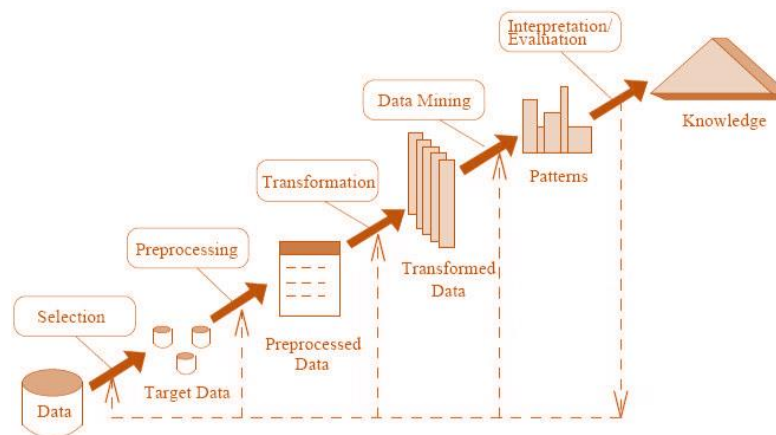 Interpretation/
Evaluation
Data Mining
Knowledge
Transformation
Patterns
Preprocessing
Transformed
Data
Selection
Preprocessed
Data
Target Data
Data